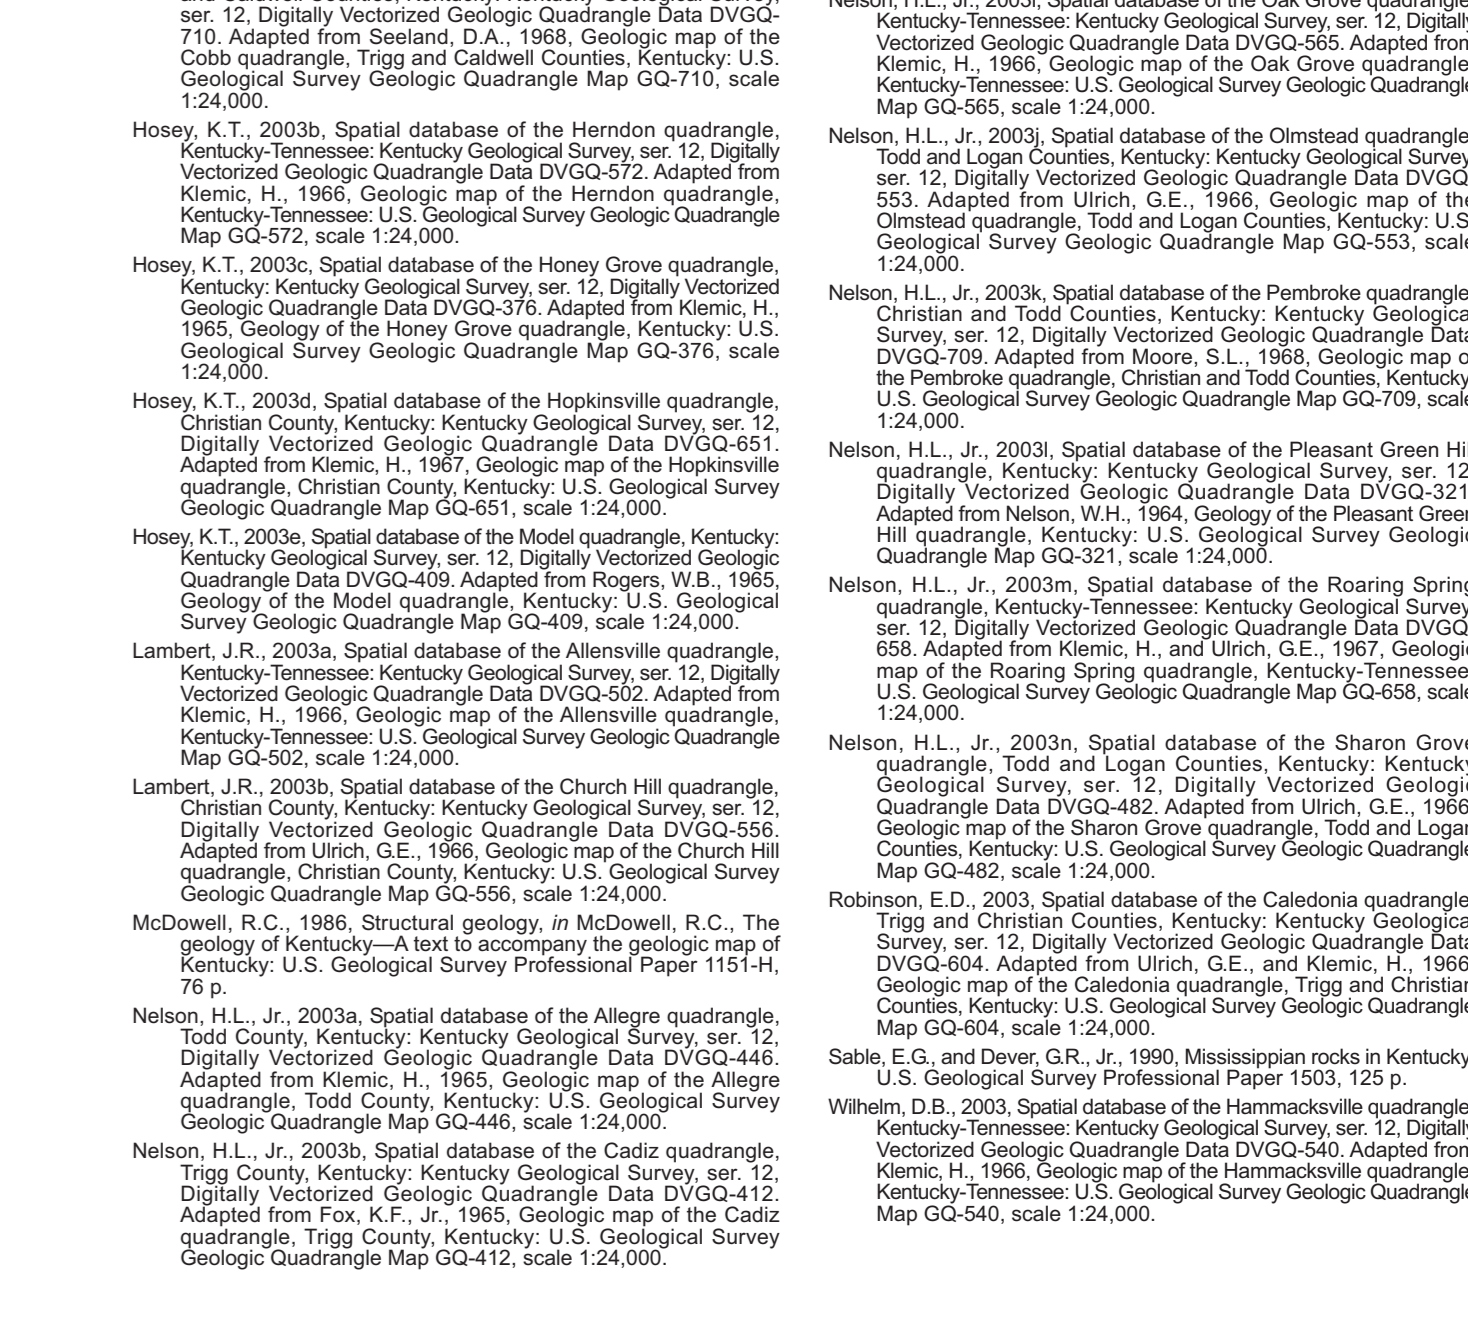 ser. 12, Digitally Vectorized Geologic Quadrangle Data DVGQ-
710. Adapted from Seeland, D.A., 1968, Geologic map of the
Cobb quadrangle, Trigg and Caldwell Counties, Kentucky: U.S.
Geological Survey Geologic Quadrangle Map GQ-710, scale
1:24,000.
Hosey, K.T., 2003b, Spatial database of the Herndon quadrangle,
Kentucky-Tennessee: Kentucky Geological Survey, ser. 12, Digitally
Vectorized Geologic Quadrangle Data DVGQ-572. Adapted from
Klemic, H., 1966, Geologic map of the Herndon quadrangle,
Kentucky-Tennessee: U.S. Geological Survey Geologic Quadrangle
Map GQ-572, scale 1:24,000.
Hosey, K.T., 2003c, Spatial database of the Honey Grove quadrangle,
Kentucky: Kentucky Geological Survey, ser. 12, Digitally Vectorized
Geologic Quadrangle Data DVGQ-376. Adapted from Klemic, H.,
1965, Geology of the Honey Grove quadrangle, Kentucky: U.S.
Geological Survey Geologic Quadrangle Map GQ-376, scale
1:24,000.
Hosey, K.T., 2003d, Spatial database of the Hopkinsville quadrangle,
Christian County, Kentucky: Kentucky Geological Survey, ser. 12,
Digitally Vectorized Geologic Quadrangle Data DVGQ-651.
Adapted from Klemic, H., 1967, Geologic map of the Hopkinsville
quadrangle, Christian County, Kentucky: U.S. Geological Survey
Geologic Quadrangle Map GQ-651, scale 1:24,000.
Hosey, K.T., 2003e, Spatial database of the Model quadrangle, Kentucky:
Kentucky Geological Survey, ser. 12, Digitally Vectorized Geologic
Quadrangle Data DVGQ-409. Adapted from Rogers, W.B., 1965,
Geology of the Model quadrangle, Kentucky: U.S. Geological
Survey Geologic Quadrangle Map GQ-409, scale 1:24,000.
Lambert, J.R., 2003a, Spatial database of the Allensville quadrangle,
Kentucky-Tennessee: Kentucky Geological Survey, ser. 12, Digitally
Vectorized Geologic Quadrangle Data DVGQ-502. Adapted from
Klemic, H., 1966, Geologic map of the Allensville quadrangle,
Kentucky-Tennessee: U.S. Geological Survey Geologic Quadrangle
Map GQ-502, scale 1:24,000.
Lambert, J.R., 2003b, Spatial database of the Church Hill quadrangle,
Christian County, Kentucky: Kentucky Geological Survey, ser. 12,
Digitally Vectorized Geologic Quadrangle Data DVGQ-556.
Adapted from Ulrich, G.E., 1966, Geologic map of the Church Hill
quadrangle, Christian County, Kentucky: U.S. Geological Survey
Geologic Quadrangle Map GQ-556, scale 1:24,000.
McDowell, R.C., 1986, Structural geology, in McDowell, R.C., The
geology of Kentucky—A text to accompany the geologic map of
Kentucky: U.S. Geological Survey Professional Paper 1151-H,
76 p.
Nelson, H.L., Jr., 2003a, Spatial database of the Allegre quadrangle,
Todd County, Kentucky: Kentucky Geological Survey, ser. 12,
Digitally Vectorized Geologic Quadrangle Data DVGQ-446.
Adapted from Klemic, H., 1965, Geologic map of the Allegre
quadrangle, Todd County, Kentucky: U.S. Geological Survey
Geologic Quadrangle Map GQ-446, scale 1:24,000.
Nelson, H.L., Jr., 2003b, Spatial database of the Cadiz quadrangle,
Trigg County, Kentucky: Kentucky Geological Survey, ser. 12,
Digitally Vectorized Geologic Quadrangle Data DVGQ-412.
Adapted from Fox, K.F., Jr., 1965, Geologic map of the Cadiz
quadrangle, Trigg County, Kentucky: U.S. Geological Survey
Geologic Quadrangle Map GQ-412, scale 1:24,000.
Nelson, H.L., Jr., 2003i, Spatial database of the Oak Grove quadrangle
Kentucky-Tennessee: Kentucky Geological Survey, ser. 12, Digitally
Vectorized Geologic Quadrangle Data DVGQ-565. Adapted from
Klemic, H., 1966, Geologic map of the Oak Grove quadrangle
Kentucky-Tennessee: U.S. Geological Survey Geologic Quadrangle
Map GQ-565, scale 1:24,000.
Nelson, H.L., Jr., 2003j, Spatial database of the Olmstead quadrangle
Todd and Logan Counties, Kentucky: Kentucky Geological Survey
ser. 12, Digitally Vectorized Geologic Quadrangle Data DVGQ
553. Adapted from Ulrich, G.E., 1966, Geologic map of the
Olmstead quadrangle, Todd and Logan Counties, Kentucky: U.S
Geological Survey Geologic Quadrangle Map GQ-553, scale
1:24,000.
Nelson, H.L., Jr., 2003k, Spatial database of the Pembroke quadrangle
Christian and Todd Counties, Kentucky: Kentucky Geological
Survey, ser. 12, Digitally Vectorized Geologic Quadrangle Data
DVGQ-709. Adapted from Moore, S.L., 1968, Geologic map of
the Pembroke quadrangle, Christian and Todd Counties, Kentucky
U.S. Geological Survey Geologic Quadrangle Map GQ-709, scale
1:24,000.
Nelson, H.L., Jr., 2003l, Spatial database of the Pleasant Green Hill
quadrangle, Kentucky: Kentucky Geological Survey, ser. 12
Digitally Vectorized Geologic Quadrangle Data DVGQ-321
Adapted from Nelson, W.H., 1964, Geology of the Pleasant Green
Hill quadrangle, Kentucky: U.S. Geological Survey Geologic
Quadrangle Map GQ-321, scale 1:24,000.
Nelson, H.L., Jr., 2003m, Spatial database of the Roaring Spring
quadrangle, Kentucky-Tennessee: Kentucky Geological Survey
ser. 12, Digitally Vectorized Geologic Quadrangle Data DVGQ
658. Adapted from Klemic, H., and Ulrich, G.E., 1967, Geologic
map of the Roaring Spring quadrangle, Kentucky-Tennessee
U.S. Geological Survey Geologic Quadrangle Map GQ-658, scale
1:24,000.
Nelson, H.L., Jr., 2003n, Spatial database of the Sharon Grove
quadrangle, Todd and Logan Counties, Kentucky: Kentucky
Geological Survey, ser. 12, Digitally Vectorized Geologic
Quadrangle Data DVGQ-482. Adapted from Ulrich, G.E., 1966
Geologic map of the Sharon Grove quadrangle, Todd and Logan
Counties, Kentucky: U.S. Geological Survey Geologic Quadrangle
Map GQ-482, scale 1:24,000.
Robinson, E.D., 2003, Spatial database of the Caledonia quadrangle
Trigg and Christian Counties, Kentucky: Kentucky Geological
Survey, ser. 12, Digitally Vectorized Geologic Quadrangle Data
DVGQ-604. Adapted from Ulrich, G.E., and Klemic, H., 1966
Geologic map of the Caledonia quadrangle, Trigg and Christian
Counties, Kentucky: U.S. Geological Survey Geologic Quadrangle
Map GQ-604, scale 1:24,000.
Sable, E.G., and Dever, G.R., Jr., 1990, Mississippian rocks in Kentucky
U.S. Geological Survey Professional Paper 1503, 125 p.
Wilhelm, D.B., 2003, Spatial database of the Hammacksville quadrangle
Kentucky-Tennessee: Kentucky Geological Survey, ser. 12, Digitally
Vectorized Geologic Quadrangle Data DVGQ-540. Adapted from
Klemic, H., 1966, Geologic map of the Hammacksville quadrangle
Kentucky-Tennessee: U.S. Geological Survey Geologic Quadrangle
Map GQ-540, scale 1:24,000.